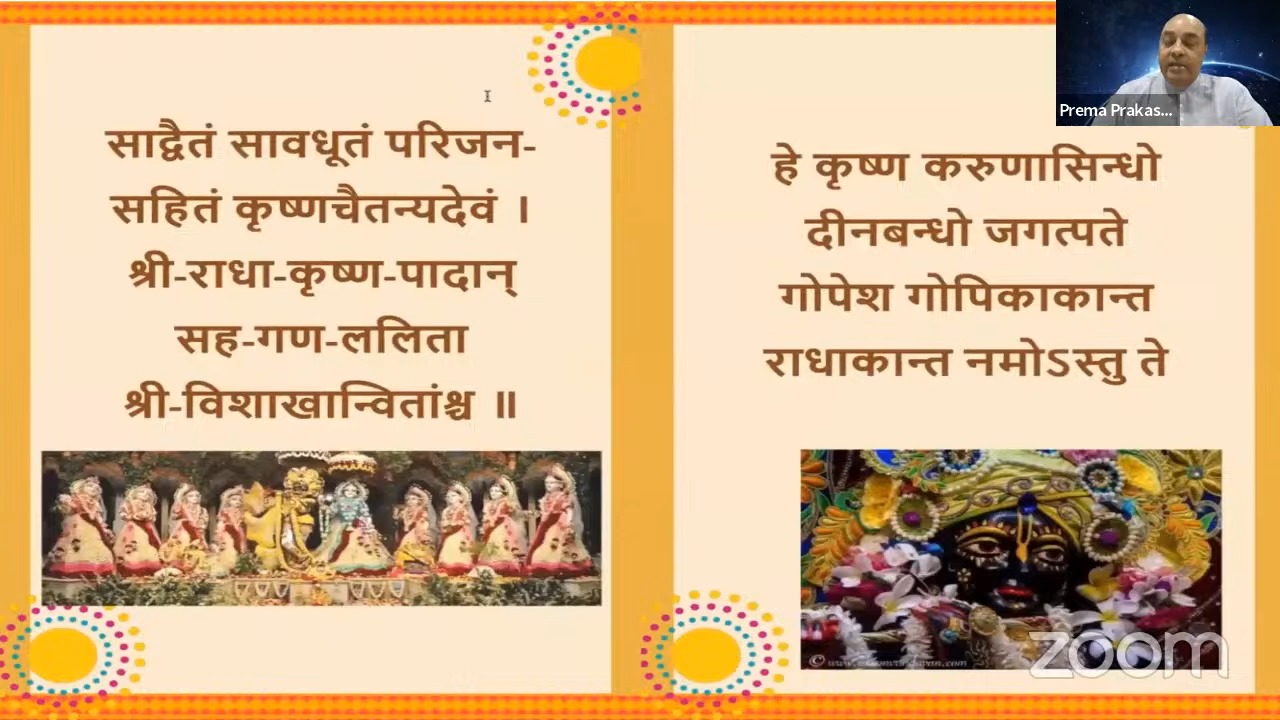 साद्वैतं सावधूतं परिजन-
सहितं कृष्णचैतन्यदेवं ।
श्री-राधा-कृष्ण-पादान्
सह-गण-ललिता
श्री-विशाखान्वितांश्च ॥
हे कृष्ण करुणासिन्धो
दीनबन्धो जगत्पते
गोपेश गोपिकाकान्त
राधाकान्त नमोऽस्तु ते
Prema Prakas...
zoom